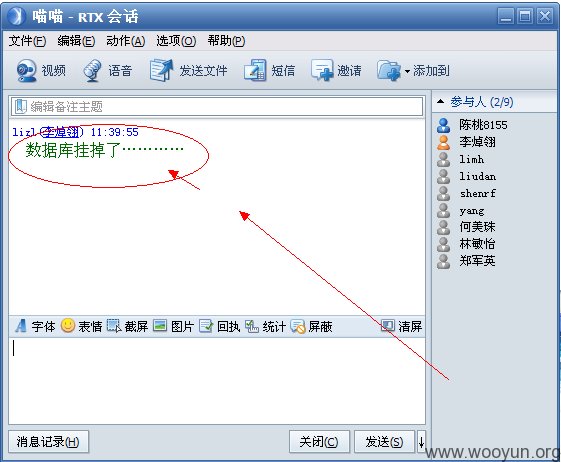 喵喵 - RTX 会话
文件(F) 编辑(E) 动作(A) 选项(O) 帮助(P)
视频 语音 发送文件 短信 邀请 添加到
编辑备注主题
lizl(李焯翎) 11:39:55
数据库挂掉了…………
参与人 (2/9)
陈桃8155
李焯翎
limh
liudan
shenrf
yang
何美珠
林敏怡
郑军英
字体 表情 截屏 图片 回执 统计 屏蔽 清屏
消息记录(H) 关闭(C) 发送(S)
www.wooyun.org